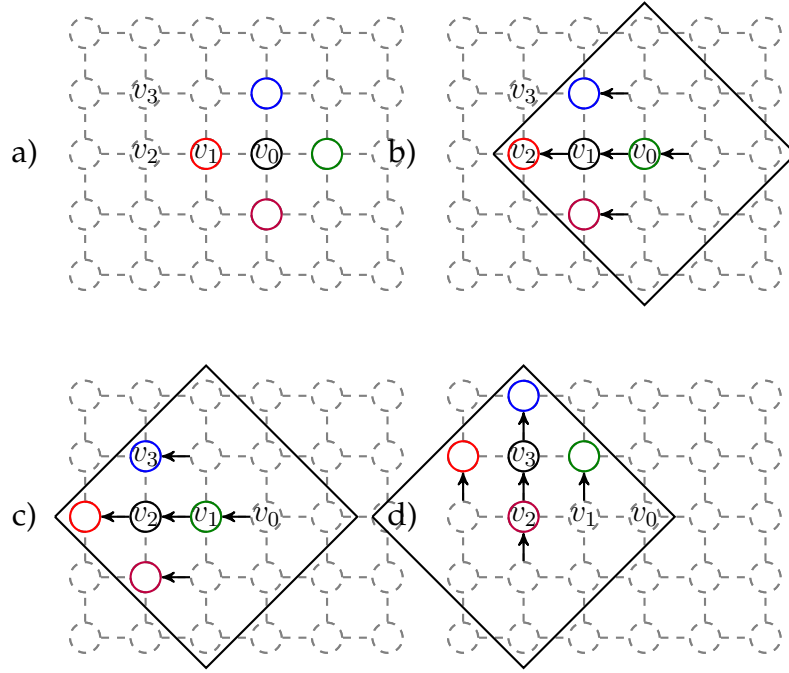 v₃
a) v₂ v₁ v₀
v₃
b) v₂ v₁ v₀
v₃
c) v₂ v₁ v₀
v₃
d) v₂ v₁ v₀